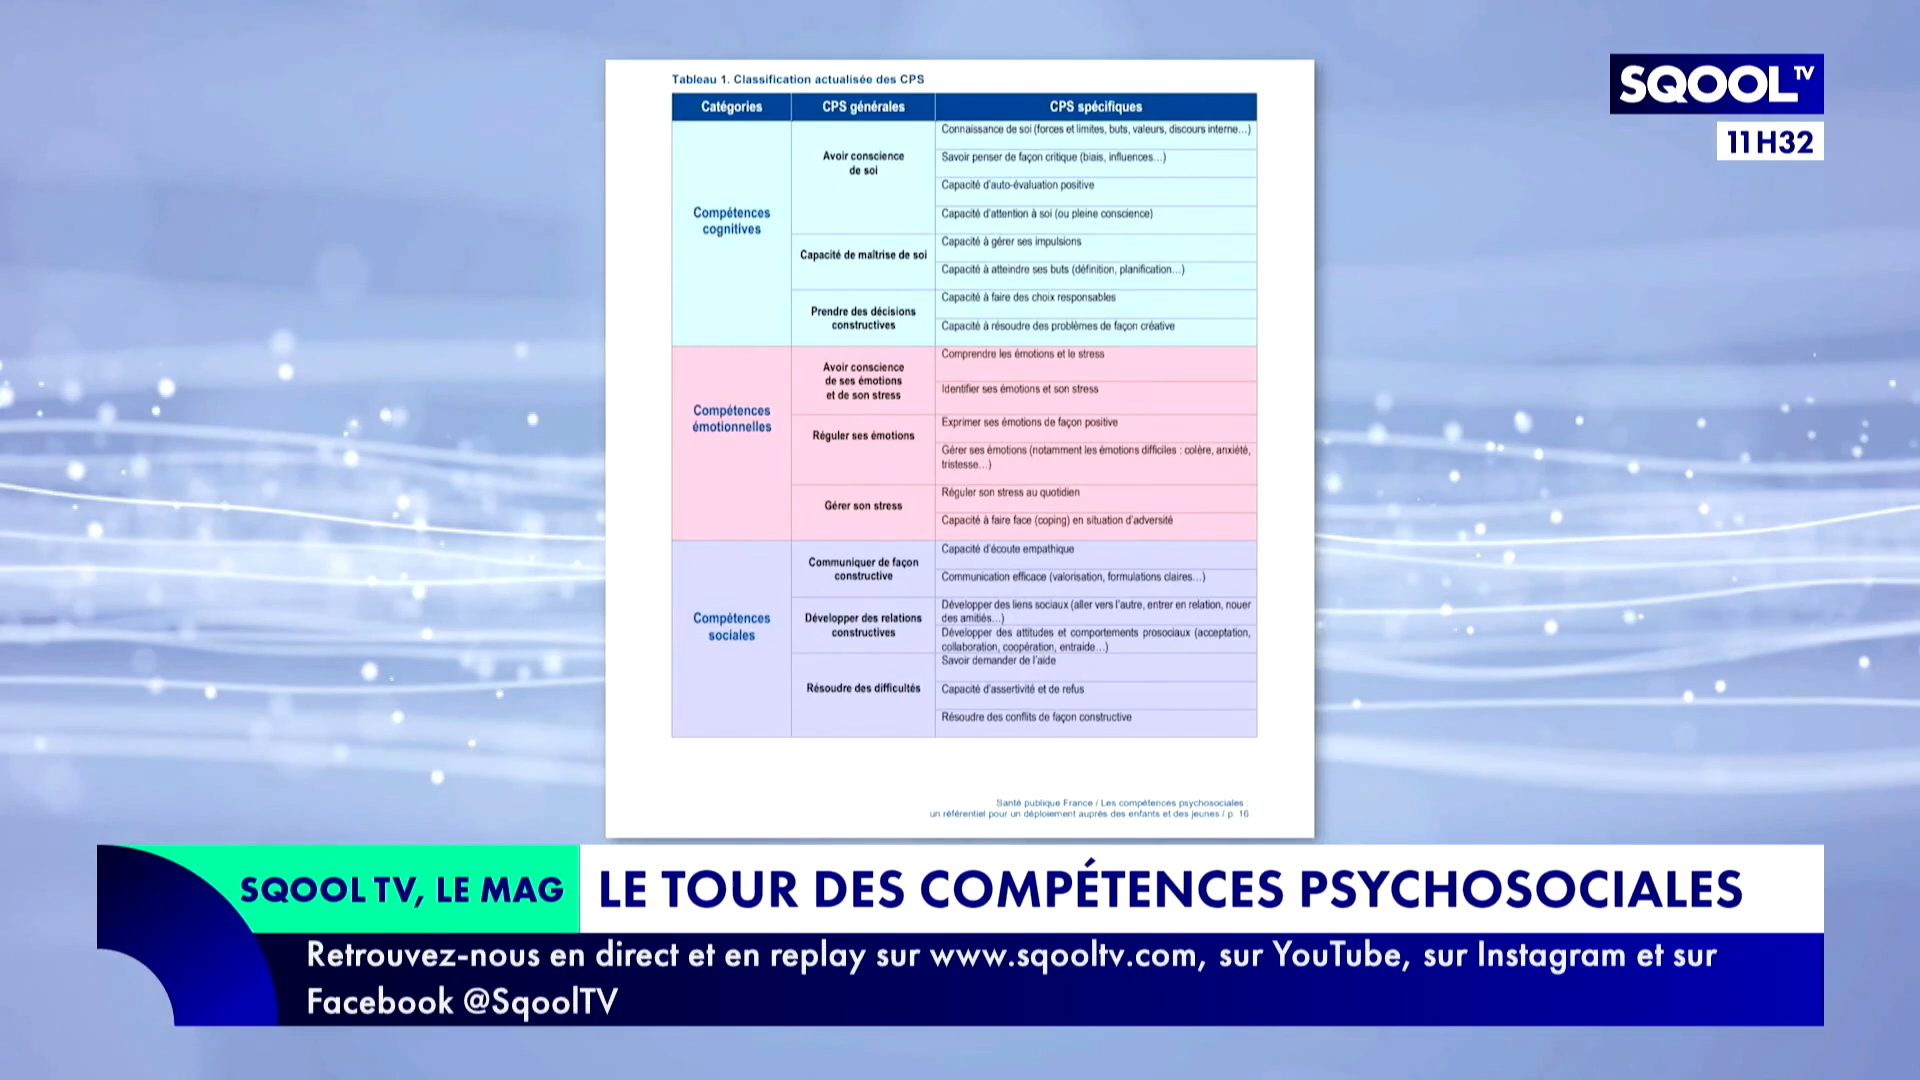 SQOOL TV
11H32
Tableau 1. Classification actualisée des CPS
Catégories
CPS générales
CPS spécifiques
Compétences
cognitives
Avoir conscience
de soi
Connaissance de soi (forces et limites, buts, valeurs, discours interne…)
Savoir penser de façon critique (biais, influences…)
Capacité d'auto-évaluation positive
Capacité d'attention à soi (ou pleine conscience)
Capacité de maîtrise de soi
Capacité à gérer ses impulsions
Capacité à atteindre ses buts (définition, planification…)
Prendre des décisions
constructives
Capacité à faire des choix responsables
Capacité à résoudre des problèmes de façon créative
Compétences
émotionnelles
Avoir conscience
de ses émotions
et de son stress
Comprendre les émotions et le stress
Identifier ses émotions et son stress
Réguler ses émotions
Exprimer ses émotions de façon positive
Gérer ses émotions (notamment les émotions difficiles : colère, anxiété,
tristesse…)
Gérer son stress
Réguler son stress au quotidien
Capacité à faire face (coping) en situation d'adversité
Compétences
sociales
Communiquer de façon
constructive
Capacité d'écoute empathique
Communication efficace (valorisation, formulations claires…)
Développer des relations
constructives
Développer des liens sociaux (aller vers l'autre, entrer en relation, nouer
des amitiés…)
Développer des attitudes et comportements prosociaux (acceptation,
collaboration, coopération, entraide…)
Résoudre des difficultés
Savoir demander de l'aide
Capacité d'assertivité et de refus
Résoudre des conflits de façon constructive
Santé publique France / Les compétences psychosociales :
un référentiel pour un déploiement auprès des enfants et des jeunes / p. 16
SQOOL TV, LE MAG
LE TOUR DES COMPÉTENCES PSYCHOSOCIALES
Retrouvez-nous en direct et en replay sur www.sqooltv.com, sur YouTube, sur Instagram et sur
Facebook @SqoolTV